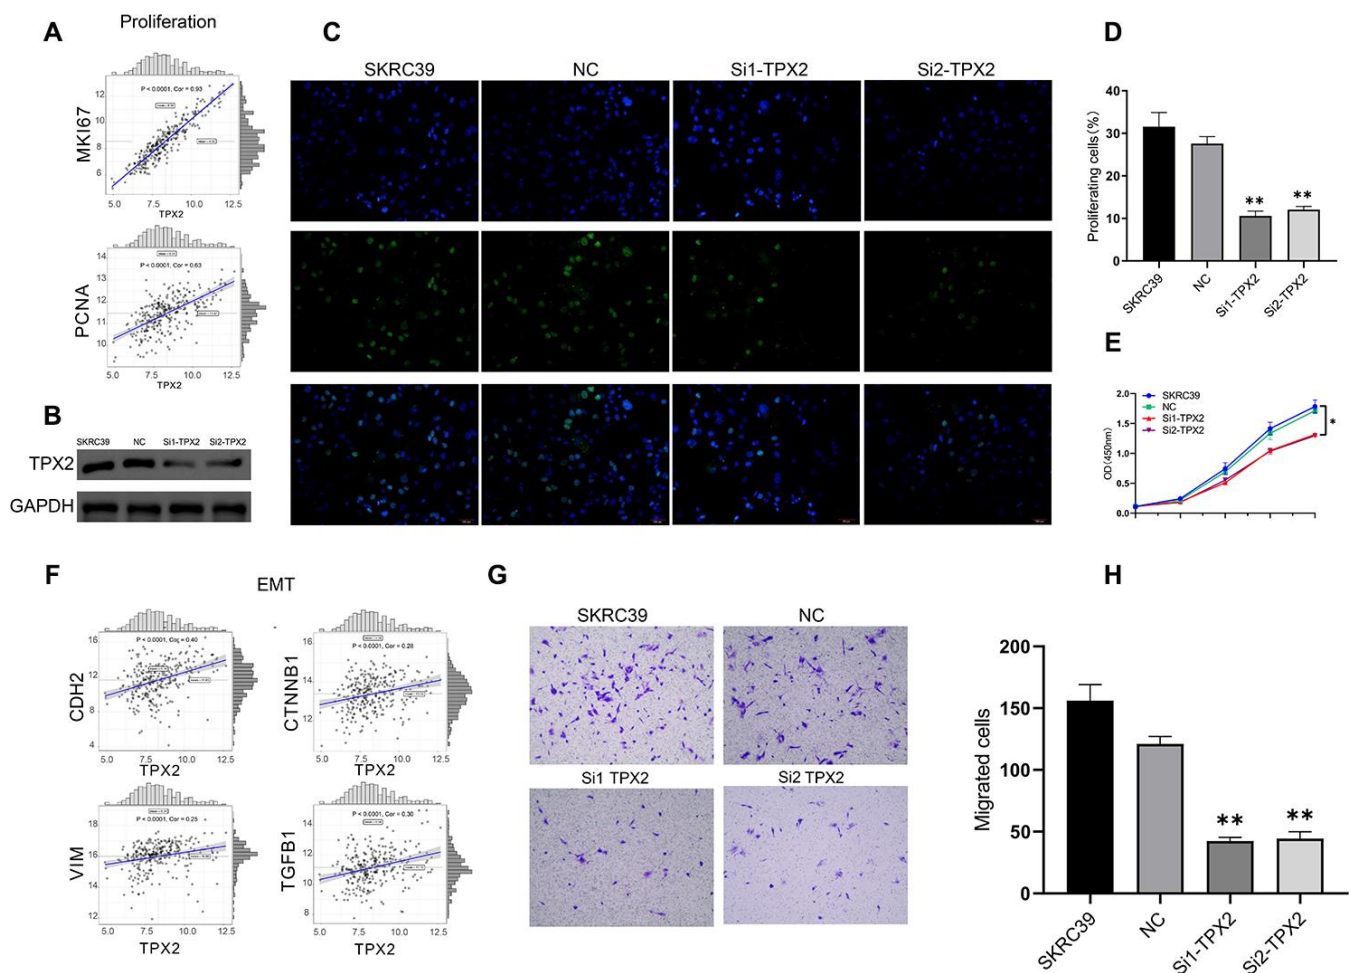 Proliferation
A
P < 0.0001, Cor = 0.93
MKI67
12
10
8
6
5.0 7.5 10.0 12.5
TPX2
P < 0.0001, Cor = 0.63
PCNA
14
13
12
11
10
5.0 7.5 10.0 12.5
TPX2
B
SKRC39 NC Si1-TPX2 Si2-TPX2
TPX2
GAPDH
C
SKRC39 NC Si1-TPX2 Si2-TPX2
D
Proliferating cells(%)
40
30
20
10
0
SKRC39 NC Si1-TPX2 Si2-TPX2
** **
E
SKRC39
NC
Si1-TPX2
Si2-TPX2
OD(450nm)
2.0
1.5
1.0
0.5
0.0
*
F
EMT
P < 0.0001, Cor = 0.40
CDH2
16
12
8
4
5.0 7.5 10.0 12.5
TPX2
P < 0.0001, Cor = 0.28
CTNNB1
16
14
12
5.0 7.5 10.0 12.5
TPX2
P < 0.0001, Cor = 0.25
VIM
18
16
14
12
5.0 7.5 10.0 12.5
TPX2
P < 0.0001, Cor = 0.30
TGFB1
14
12
10
8
5.0 7.5 10.0 12.5
TPX2
G
SKRC39 NC
Si1 TPX2 Si2 TPX2
H
Migrated cells
200
150
100
50
0
** **
SKRC39 NC Si1-TPX2 Si2-TPX2